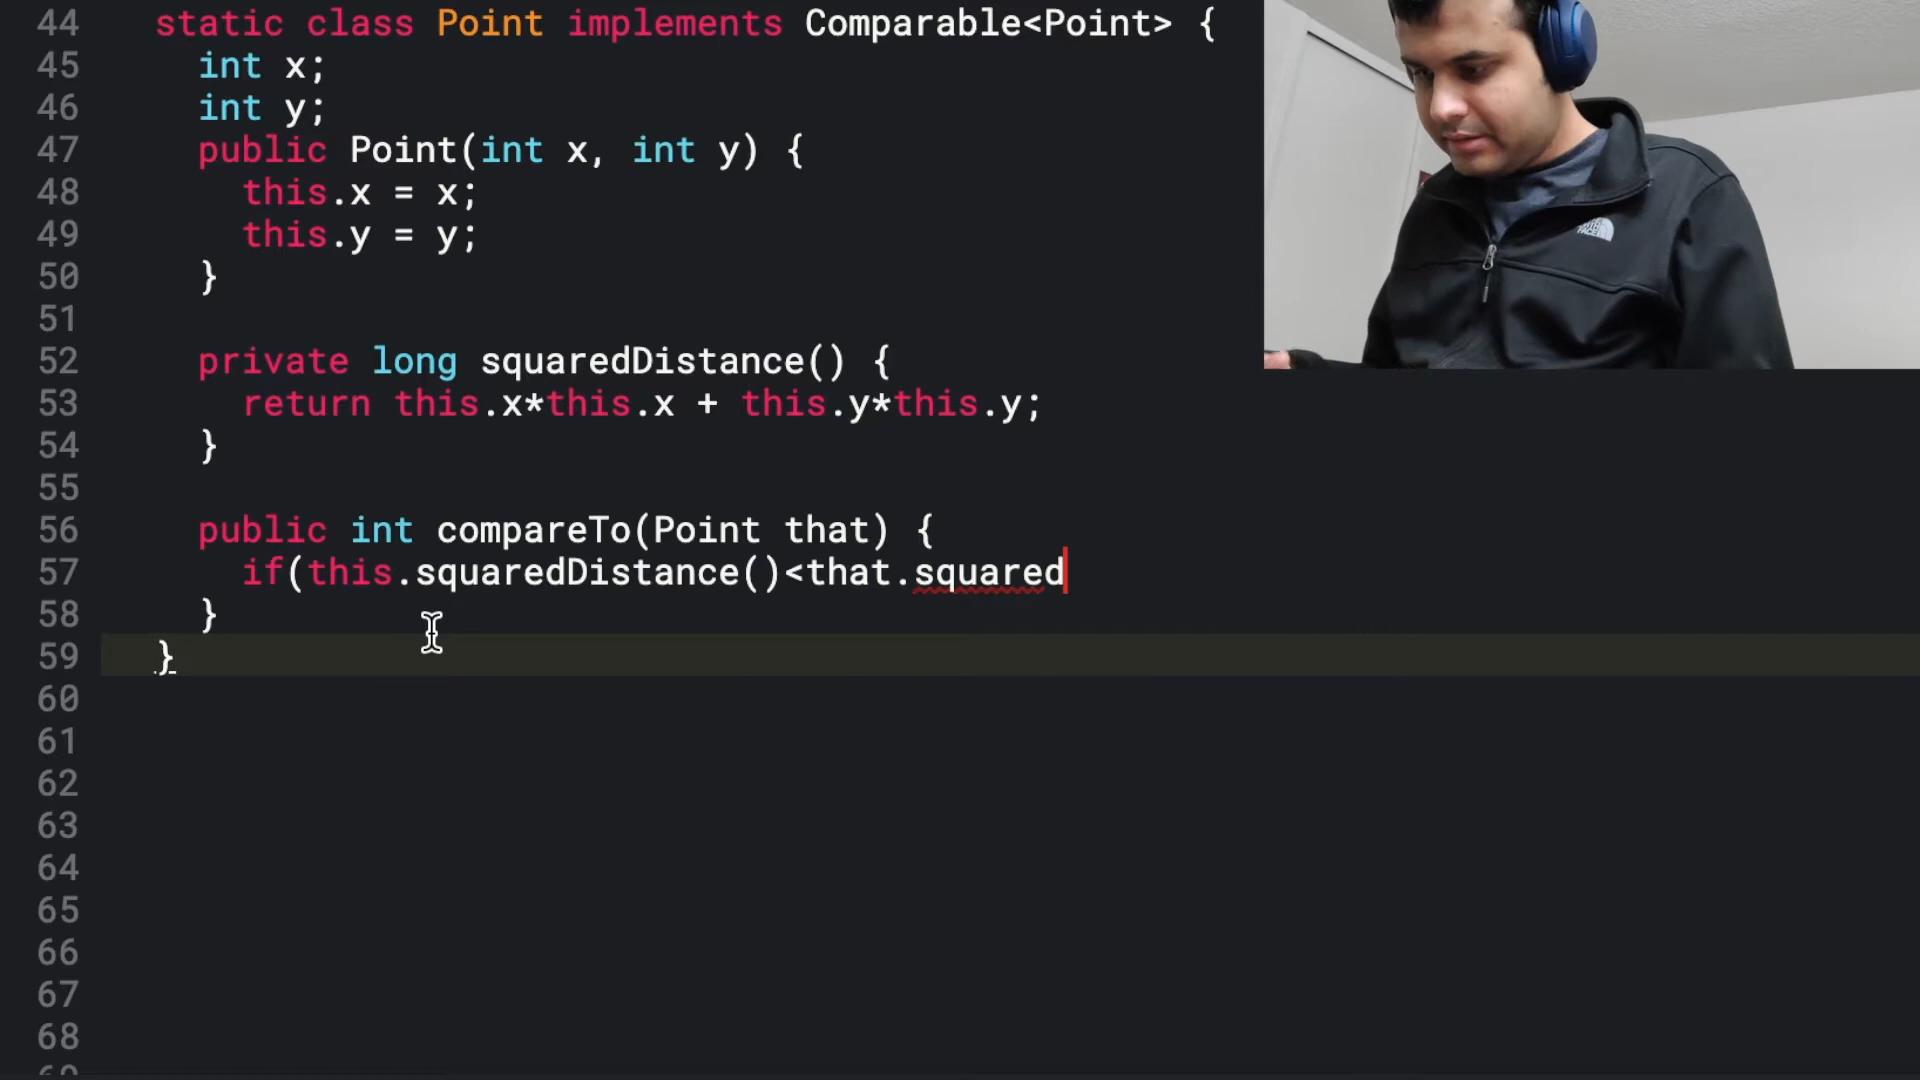 44 static class Point implements Comparable<Point> {
45 int x;
46 int y;
47 public Point(int x, int y) {
48 this.x = x;
49 this.y = y;
50 }
51
52 private long squaredDistance() {
53 return this.x*this.x + this.y*this.y;
54 }
55
56 public int compareTo(Point that) {
57 if(this.squaredDistance()<that.squared
58 }
59 }
60
61
62
63
64
65
66
67
68
THE NORTH FACE